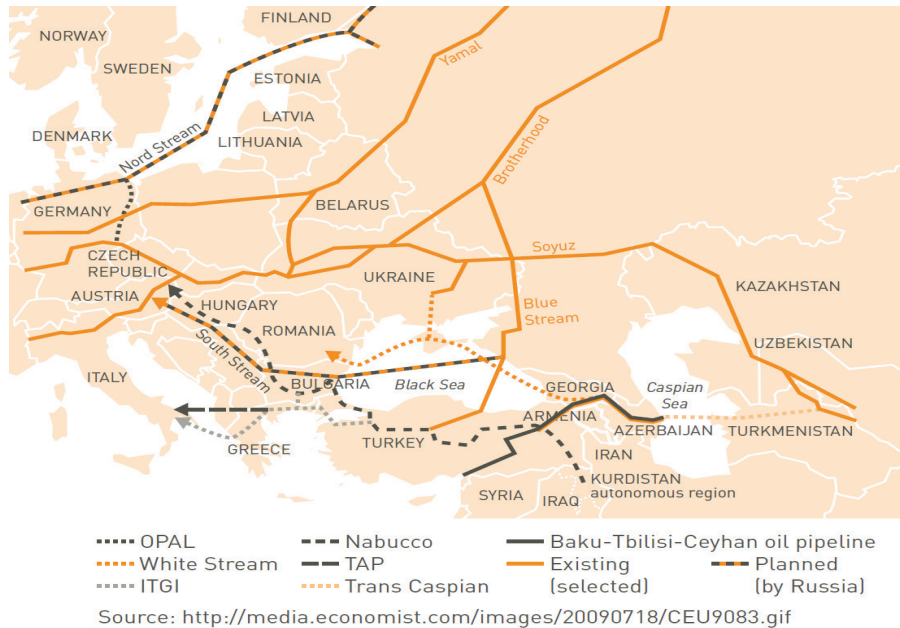 FINLAND
NORWAY
SWEDEN
Yamal
ESTONIA
LATVIA
DENMARK
LITHUANIA
Nord Stream
Brotherhood
BELARUS
GERMANY
Soyuz
CZECH
REPUBLIC
UKRAINE
KAZAKHSTAN
AUSTRIA
HUNGARY
Blue
Stream
ROMANIA
UZBEKISTAN
South Stream
ITALY
BULGARIA
Black Sea
GEORGIA
Caspian
Sea
ARMENIA
AZERBAIJAN
TURKMENISTAN
TURKEY
GREECE
IRAN
SYRIA
IRAQ
KURDISTAN
autonomous region
OPAL
Nabucco
Baku-Tbilisi-Ceyhan oil pipeline
White Stream
TAP
Existing
(selected)
Planned
(by Russia)
ITGI
Trans Caspian
Source: http://media.economist.com/images/20090718/CEU9083.gif